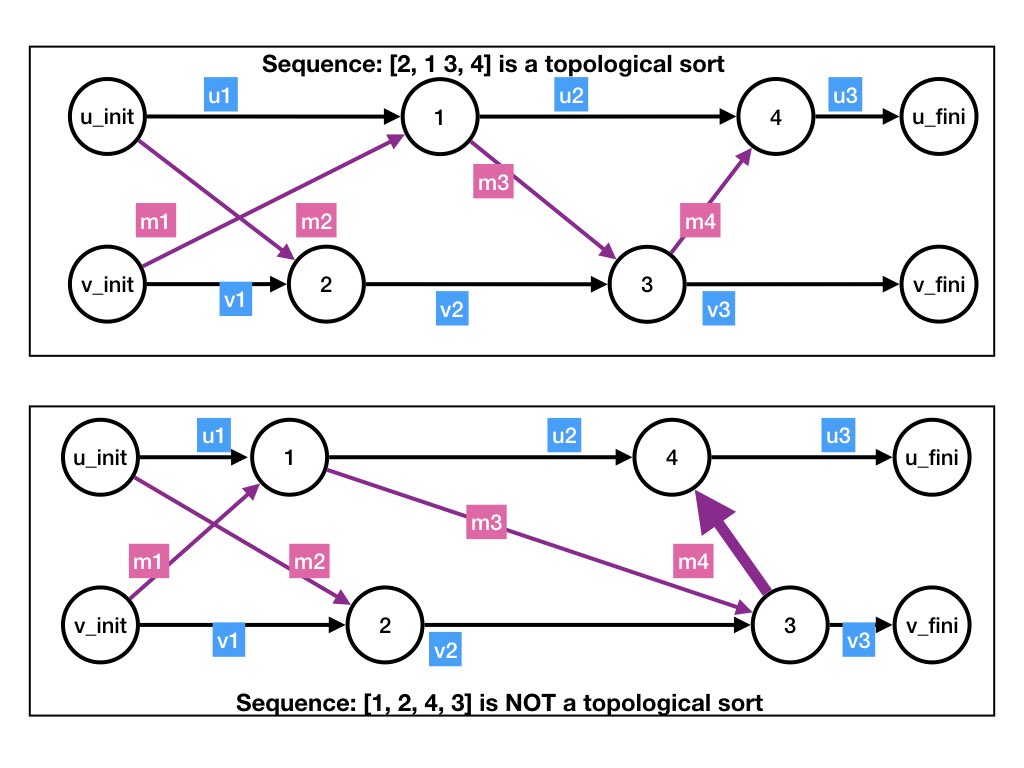 Sequence: [2, 1 3, 4] is a topological sort
u1
u2
u3
u_init
1
4
u_fini
m3
m1
m2
m4
v_init
2
3
v_fini
v1
v2
v3
u1
u2
u3
u_init
1
4
u_fini
m3
m1
m2
m4
v_init
2
3
v_fini
v1
v2
v3
Sequence: [1, 2, 4, 3] is NOT a topological sort